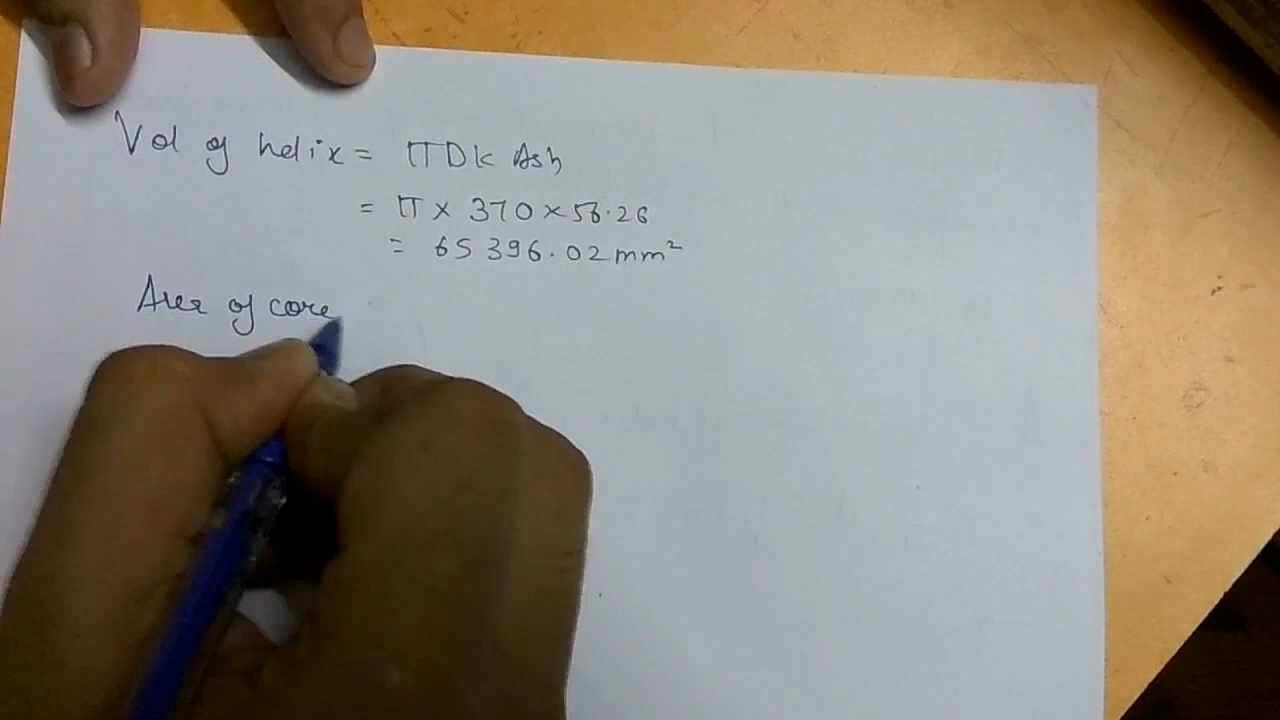 Vol of helix = πDk Ash
= π × 370 × 56.26
= 65396.02 mm²
Area of core